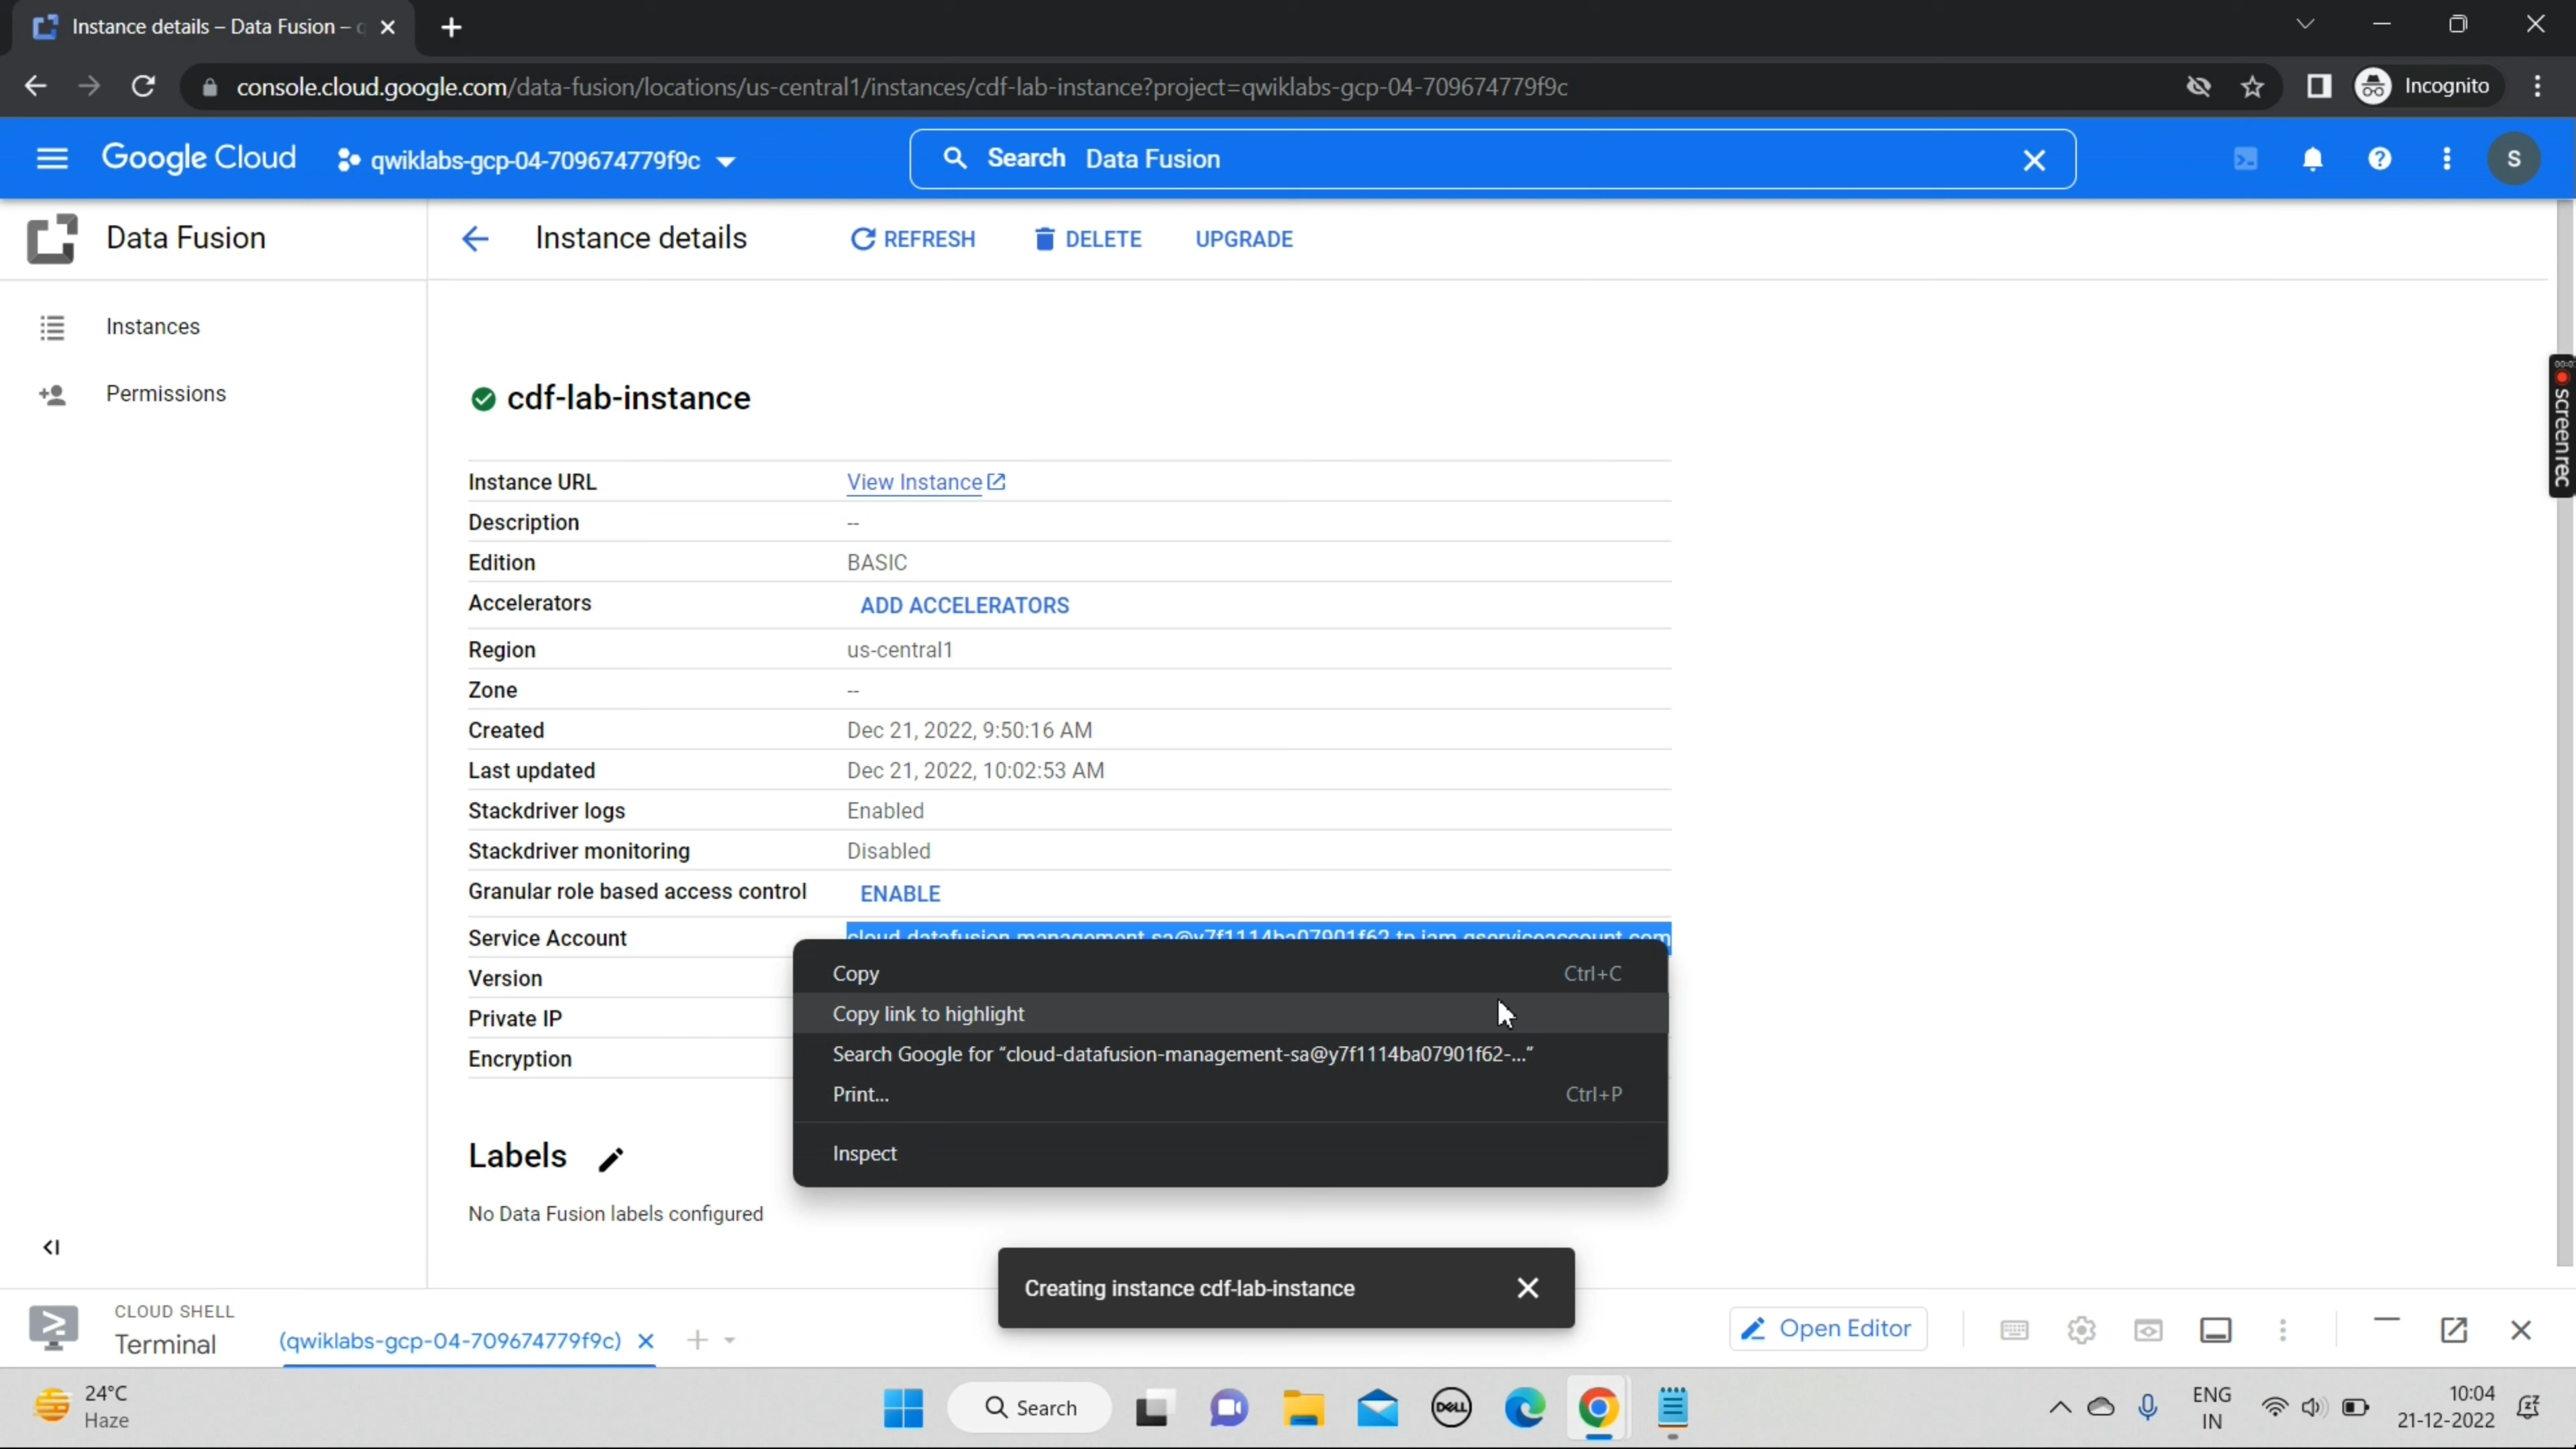 Instance details – Data Fusion –
console.cloud.google.com/data-fusion/locations/us-central1/instances/cdf-lab-instance?project=qwiklabs-gcp-04-709674779f9c
Incognito
Google Cloud
qwiklabs-gcp-04-709674779f9c
Search Data Fusion
S
Data Fusion
Instance details
REFRESH
DELETE
UPGRADE
Instances
Permissions
screenrec
cdf-lab-instance
Instance URL View Instance
Description --
Edition BASIC
Accelerators ADD ACCELERATORS
Region us-central1
Zone --
Created Dec 21, 2022, 9:50:16 AM
Last updated Dec 21, 2022, 10:02:53 AM
Stackdriver logs Enabled
Stackdriver monitoring Disabled
Granular role based access control ENABLE
Service Account cloud-datafusion-management-sa@y7f1114ba07901f62-tp.iam.gserviceaccount.com
Version
Private IP
Encryption
Copy Ctrl+C
Copy link to highlight
Search Google for “cloud-datafusion-management-sa@y7f1114ba07901f62-...”
Print... Ctrl+P
Inspect
Labels
No Data Fusion labels configured
Creating instance cdf-lab-instance
CLOUD SHELL
Terminal
(qwiklabs-gcp-04-709674779f9c)
Open Editor
24°C
Haze
Search
DELL
ENG
IN
10:04
21-12-2022